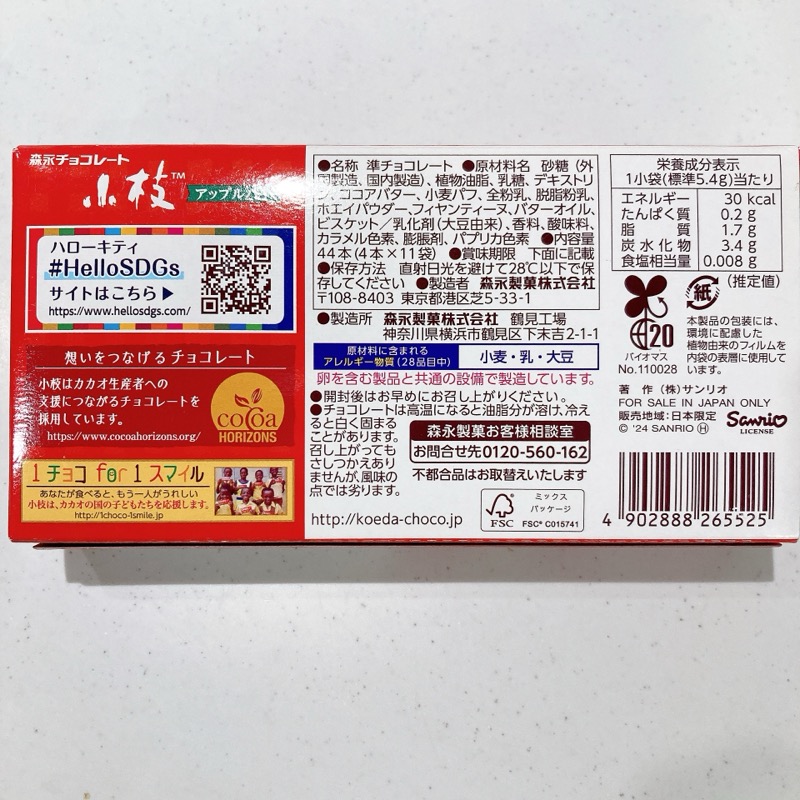 森永チョコレート
小枝™
アップル
ハローキティ
#HelloSDGs
サイトはこちら▶
https://www.hellosdgs.com/
想いをつなげるチョコレート
小枝はカカオ生産者への
支援につながるチョコレートを
採用しています。
https://www.cocoahorizons.org/
cocoa
HORIZONS
1チョコ for 1スマイル
あなたが食べると、もう一人がうれしい
小枝は、カカオの国の子どもたちを応援します。
http://1choco-1smile.jp/
●名称 準チョコレート ●原材料名 砂糖(外
国製造、国内製造)、植物油脂、乳糖、デキストリ
ン、ココアバター、小麦パフ、全粉乳、脱脂粉乳、
ホエイパウダー、フィヤンティーヌ、バターオイル、
ビスケット/乳化剤(大豆由来)、香料、酸味料、
カラメル色素、膨脹剤、パプリカ色素 ●内容量
44本(4本×11袋) ●賞味期限 下面に記載
●保存方法 直射日光を避けて28℃以下で保
存してください ●製造者 森永製菓株式会社
〒108-8403 東京都港区芝5-33-1
●製造所 森永製菓株式会社 鶴見工場
神奈川県横浜市鶴見区下末吉2-1-1
原材料に含まれる
アレルギー物質(28品目中)
小麦・乳・大豆
卵を含む製品と共通の設備で製造しています。
●開封後はお早めにお召し上がりください。
●チョコレートは高温になると油脂分が溶け、冷え
ると白く固まる
ことがあります。
召し上がっても
さしつかえあり
ませんが、風味の
点では劣ります。
森永製菓お客様相談室
お問合せ先0120-560-162
不都合品はお取替えいたします
http://koeda-choco.jp
FSC
ミックス
パッケージ
FSC® C015741
栄養成分表示
1小袋(標準5.4g)当たり
エネルギー 30 kcal
たんぱく質 0.2 g
脂質 1.7 g
炭水化物 3.4 g
食塩相当量 0.008 g
(推定値)
20
バイオマス
No.110028
紙
本製品の包装には、
環境に配慮した
植物由来のフィルムを
内袋の表層に使用して
います。
著作 (株)サンリオ
FOR SALE IN JAPAN ONLY
販売地域:日本限定
© '24 SANRIO Ⓗ
Sanrio
LICENSE
4 902888 265525